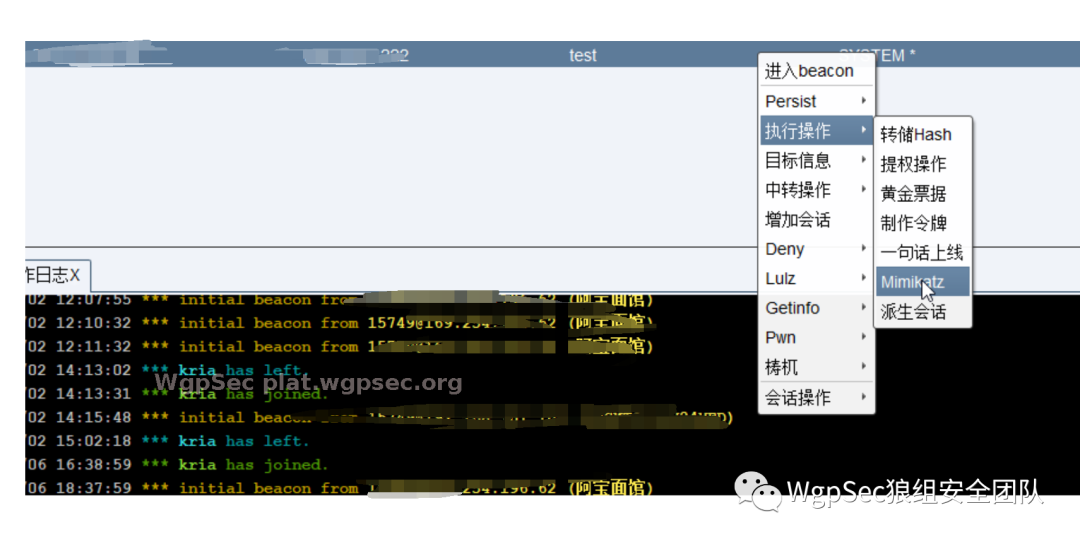 222 test SYSTEM *
进入beacon
Persist
执行操作
目标信息
中转操作
增加会话
Deny
Lulz
Getinfo
Pwn
梼杌
会话操作
转储Hash
提权操作
黄金票据
制作令牌
一句话上线
Mimikatz
派生会话
作日志X
02 12:07:55 *** initial beacon from .62 (阿宝面馆)
02 12:10:32 *** initial beacon from 15749@169.254. .62 (阿宝面馆)
02 12:11:32 *** initial beacon from (阿宝面馆)
02 14:13:02 *** kria has left.
02 14:13:31 *** kria has joined.
02 14:15:48 *** initial beacon from
02 15:02:18 *** kria has left.
06 16:38:59 *** kria has joined.
06 18:37:59 *** initial beacon from .254.196.62 (阿宝面馆)
WgpSec plat.wgpsec.org
WgpSec狼组安全团队